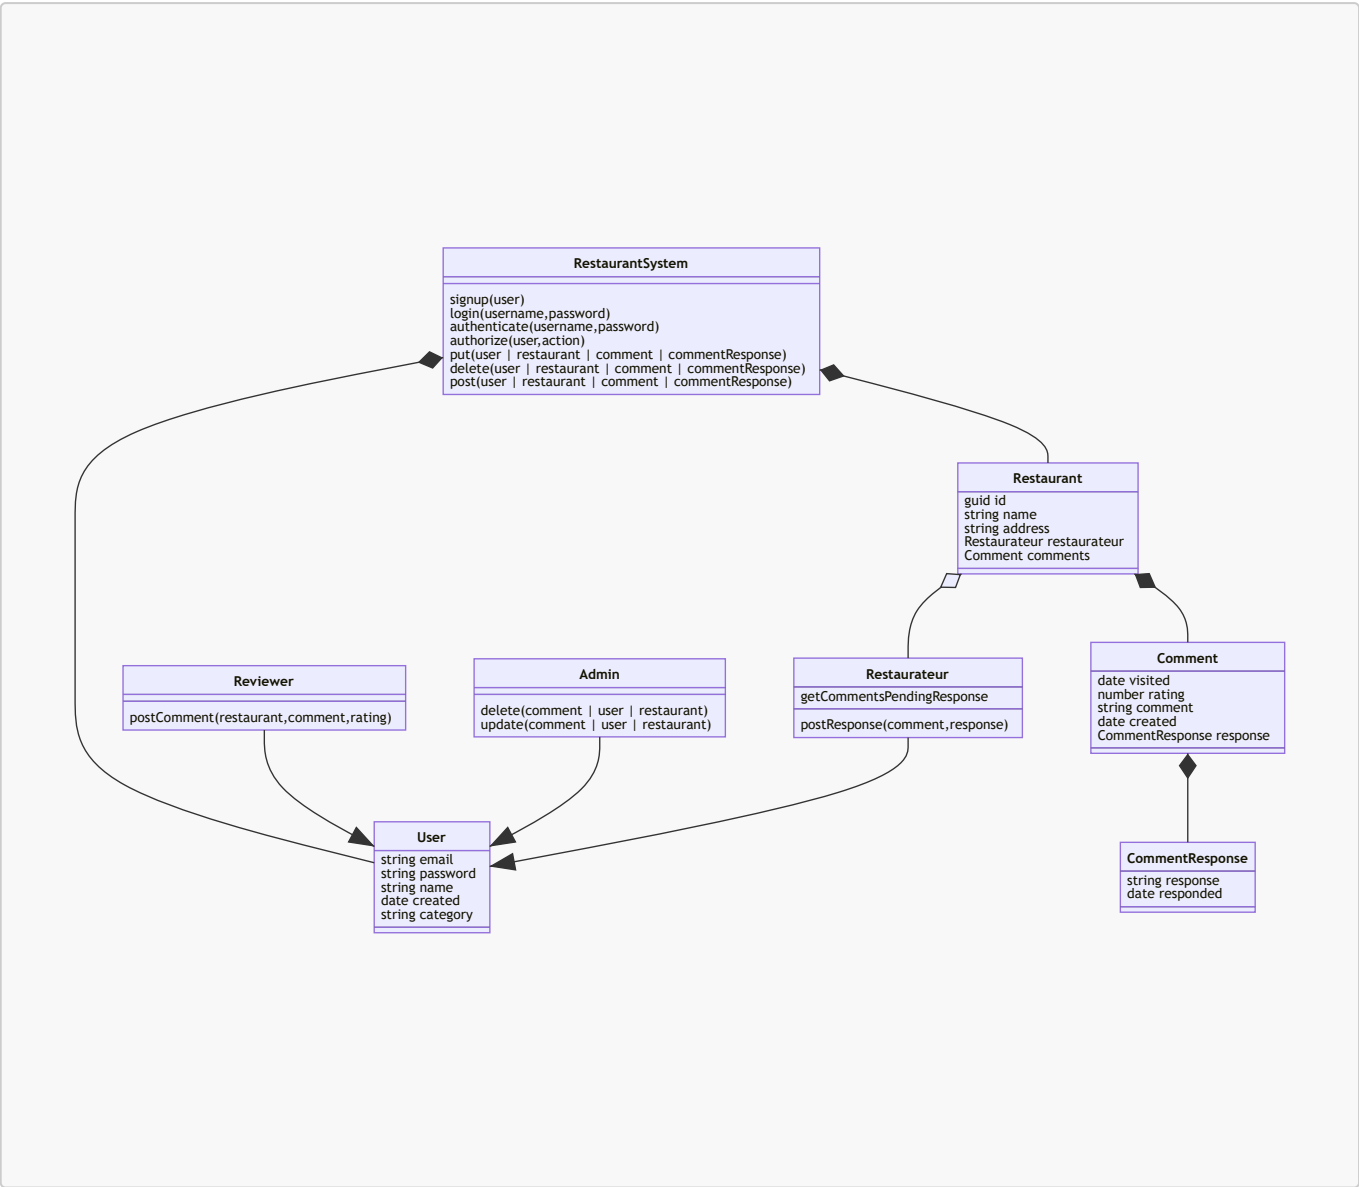 RestaurantSystem
signup(user)
login(username,password)
authenticate(username,password)
authorize(user,action)
put(user | restaurant | comment | commentResponse)
delete(user | restaurant | comment | commentResponse)
post(user | restaurant | comment | commentResponse)
Restaurant
guid id
string name
string address
Restaurateur restaurateur
Comment comments
Reviewer
postComment(restaurant,comment,rating)
Admin
delete(comment | user | restaurant)
update(comment | user | restaurant)
Restaurateur
getCommentsPendingResponse
postResponse(comment,response)
Comment
date visited
number rating
string comment
date created
CommentResponse response
User
string email
string password
string name
date created
string category
CommentResponse
string response
date responded